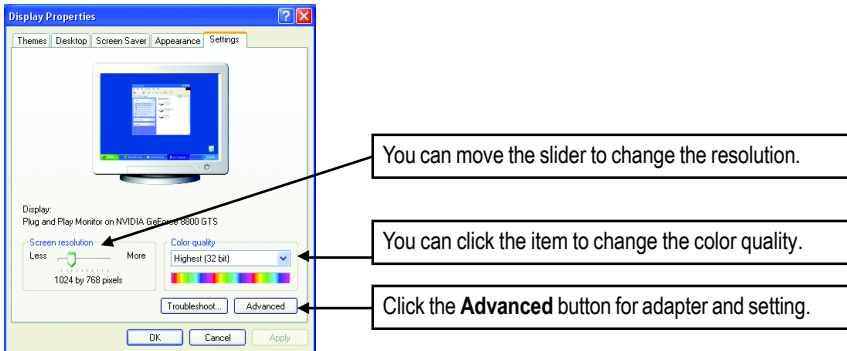 Display Properties
Themes Desktop Screen Saver Appearance Settings
You can move the slider to change the resolution.
Display:
Plug and Play Monitor on NVIDIA GeForce 8800 GTS
Screen resolution
Less More
1024 by 768 pixels
Color quality
Highest (32 bit)
You can click the item to change the color quality.
Troubleshoot... Advanced
Click the Advanced button for adapter and setting.
OK Cancel Apply